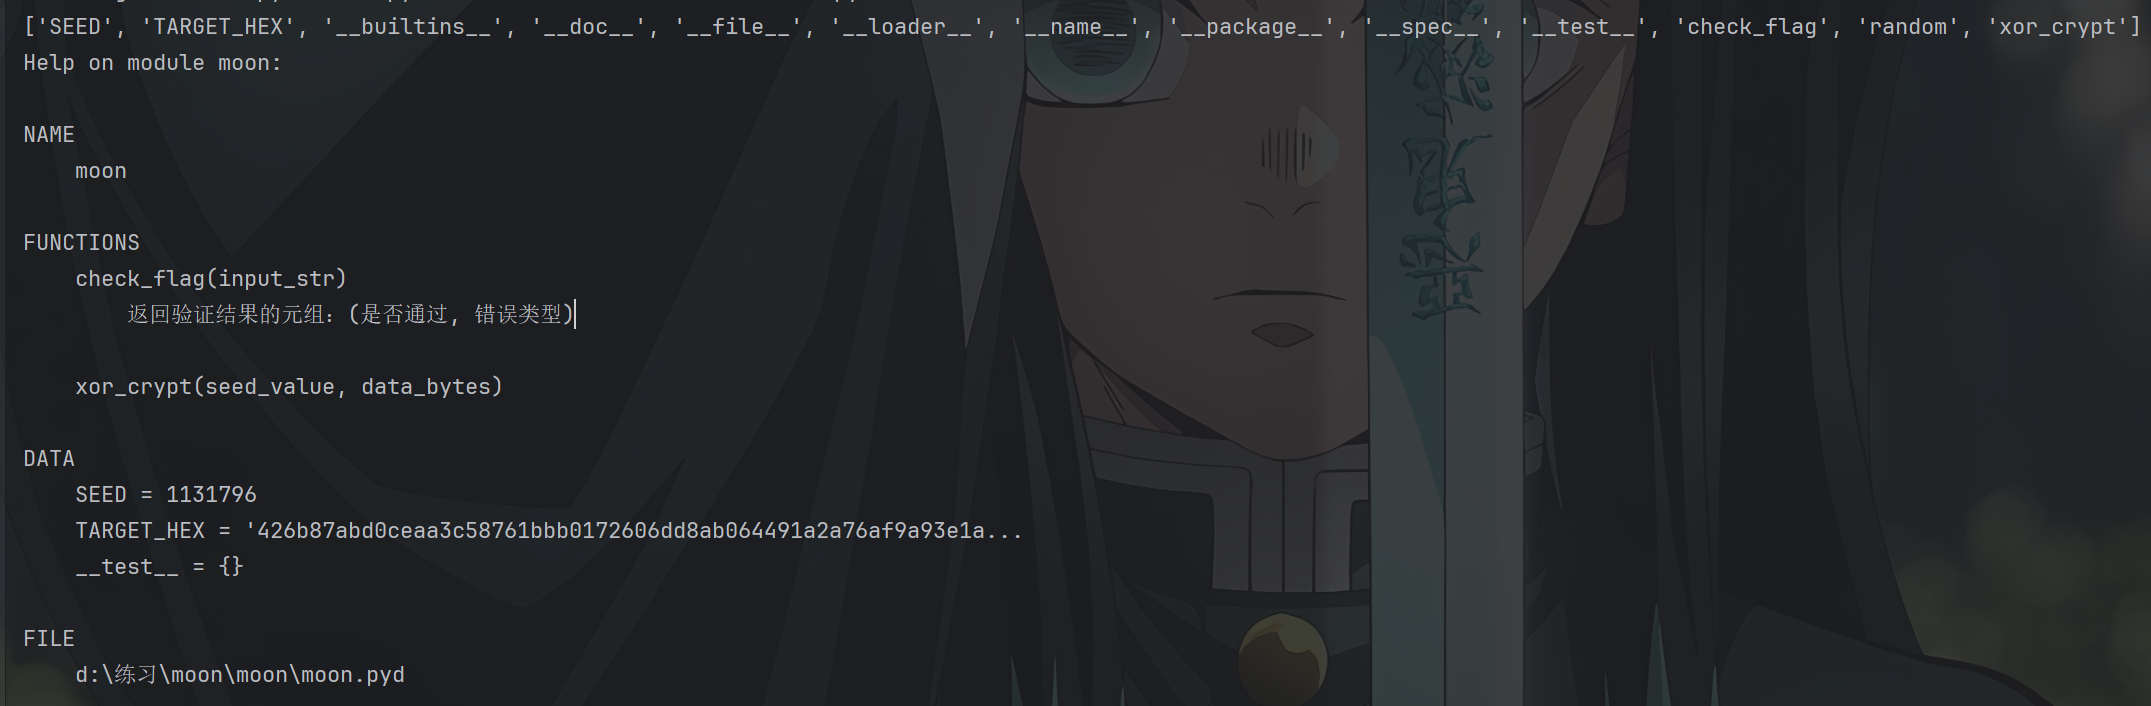 ['SEED', 'TARGET_HEX', '__builtins__', '__doc__', '__file__', '__loader__', '__name__', '__package__', '__spec__', '__test__', 'check_flag', 'random', 'xor_crypt']
Help on module moon:
NAME
moon
FUNCTIONS
check_flag(input_str)
返回验证结果的元组：(是否通过, 错误类型)
xor_crypt(seed_value, data_bytes)
DATA
SEED = 1131796
TARGET_HEX = '426b87abd0ceaa3c58761bbb0172606dd8ab064491a2a76af9a93e1a...
__test__ = {}
FILE
d:\练习\moon\moon\moon.pyd